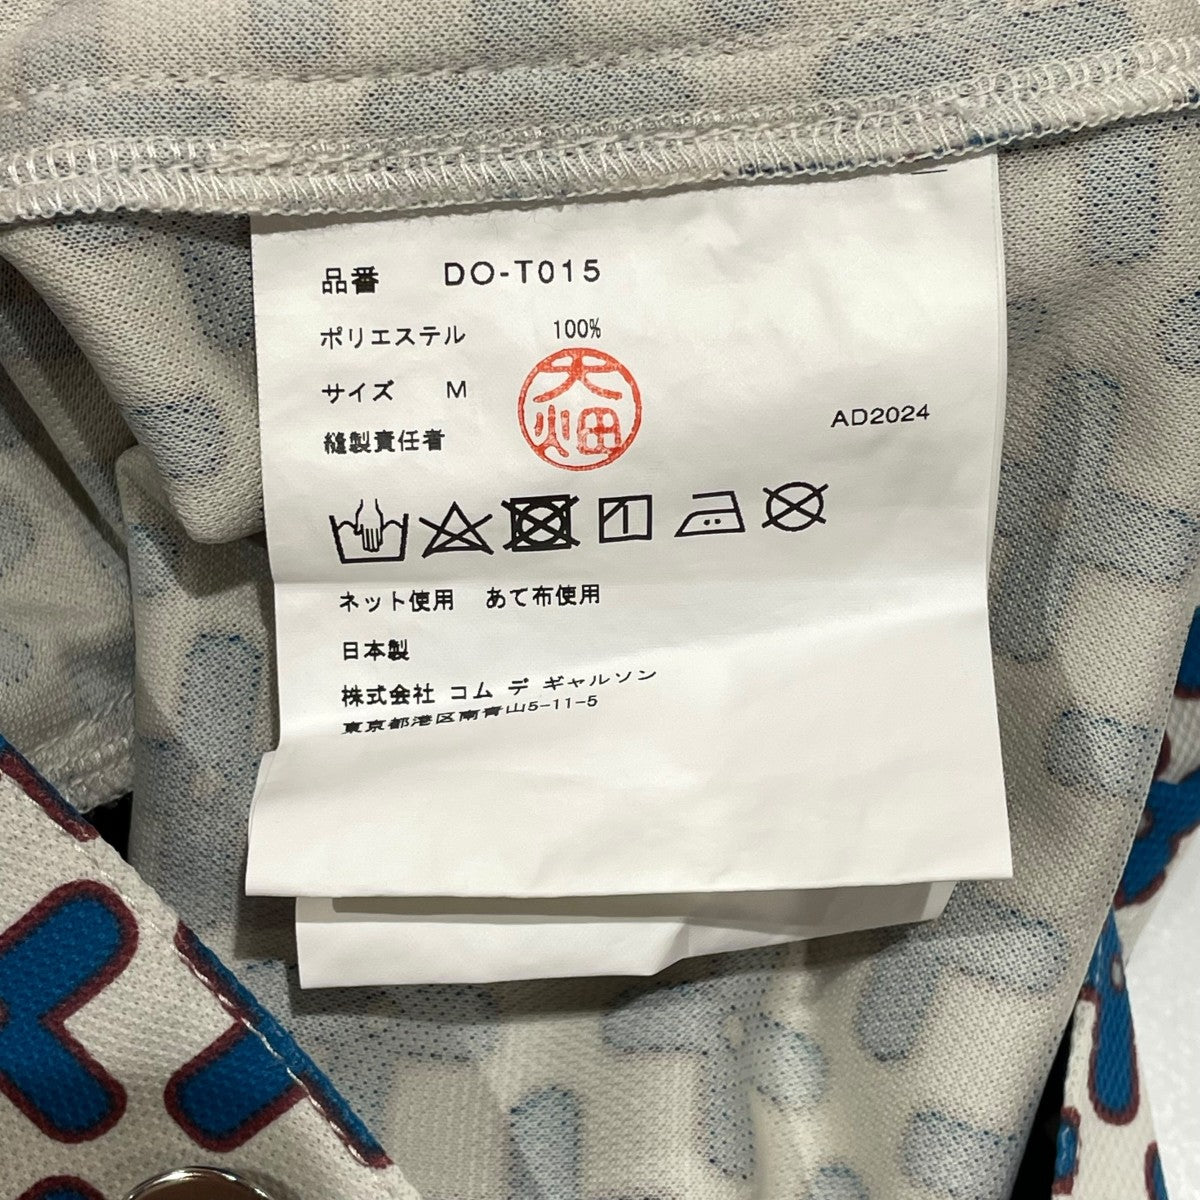 品番 DO-T015
ポリエステル 100%
サイズ M
縫製責任者 大畑
AD2024
ネット使用 あて布使用
日本製
株式会社 コム デ ギャルソン
東京都港区南青山5-11-5